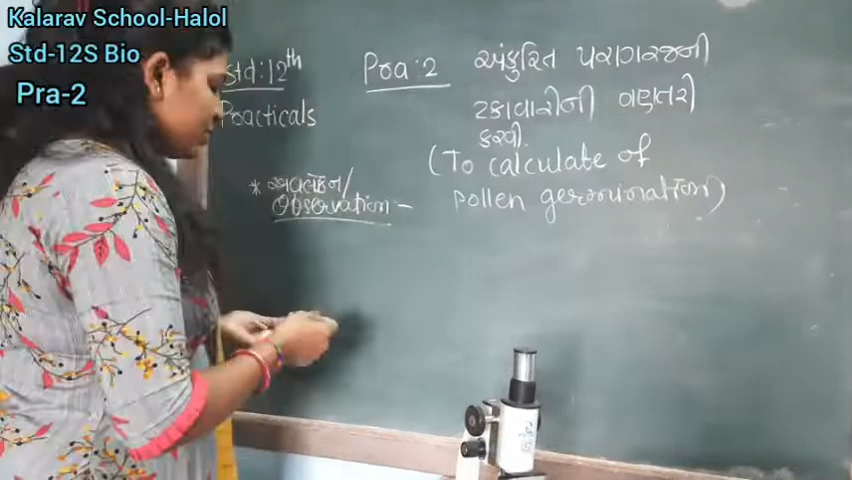 Kalarav School-Halol
Std-12S Bio
Pra-2
Std:12th
Practicals
Pra:2 અંકુરિત પરાગરજની
ટકાવારીની ગણતરી
કરવી.
(To calculate of
pollen germination)
* અવલોકન/
Observation:-